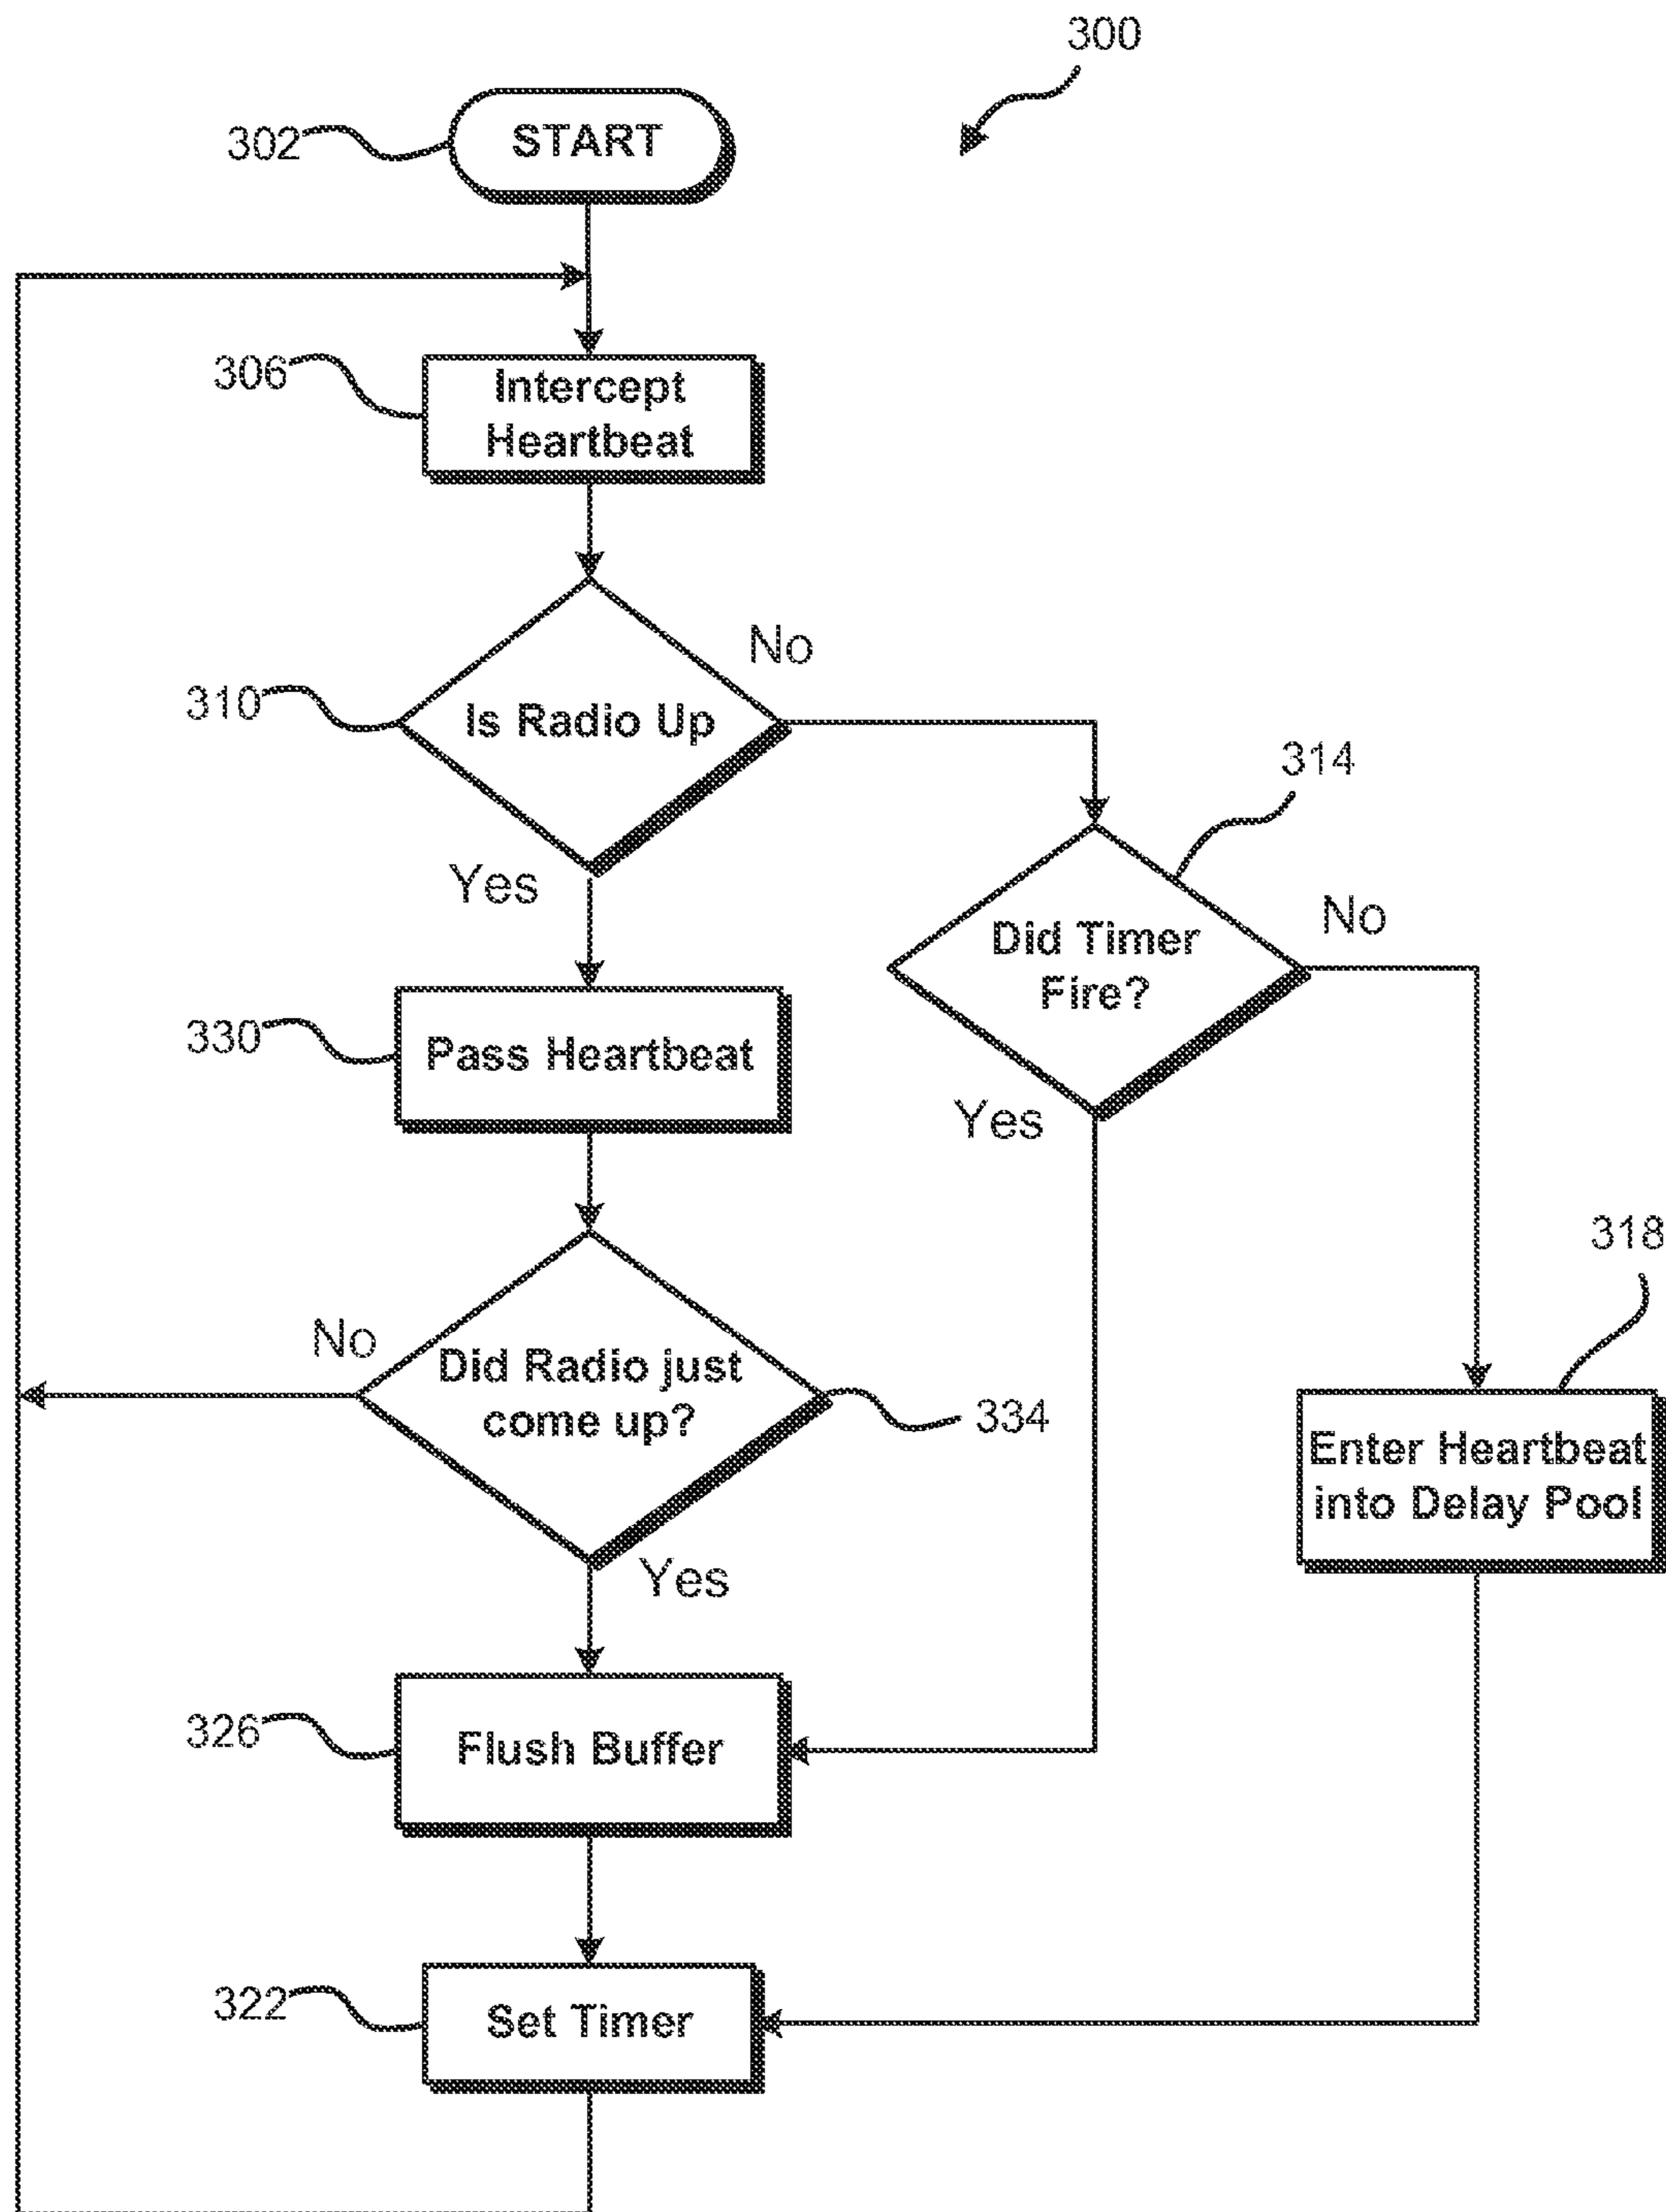 300
302
START
306
Intercept
Heartbeat
310
Is Radio Up
No
Yes
314
Did Timer
Fire?
No
Yes
330
Pass Heartbeat
318
Enter Heartbeat
into Delay Pool
No
Did Radio just
come up?
334
Yes
326
Flush Buffer
322
Set Timer